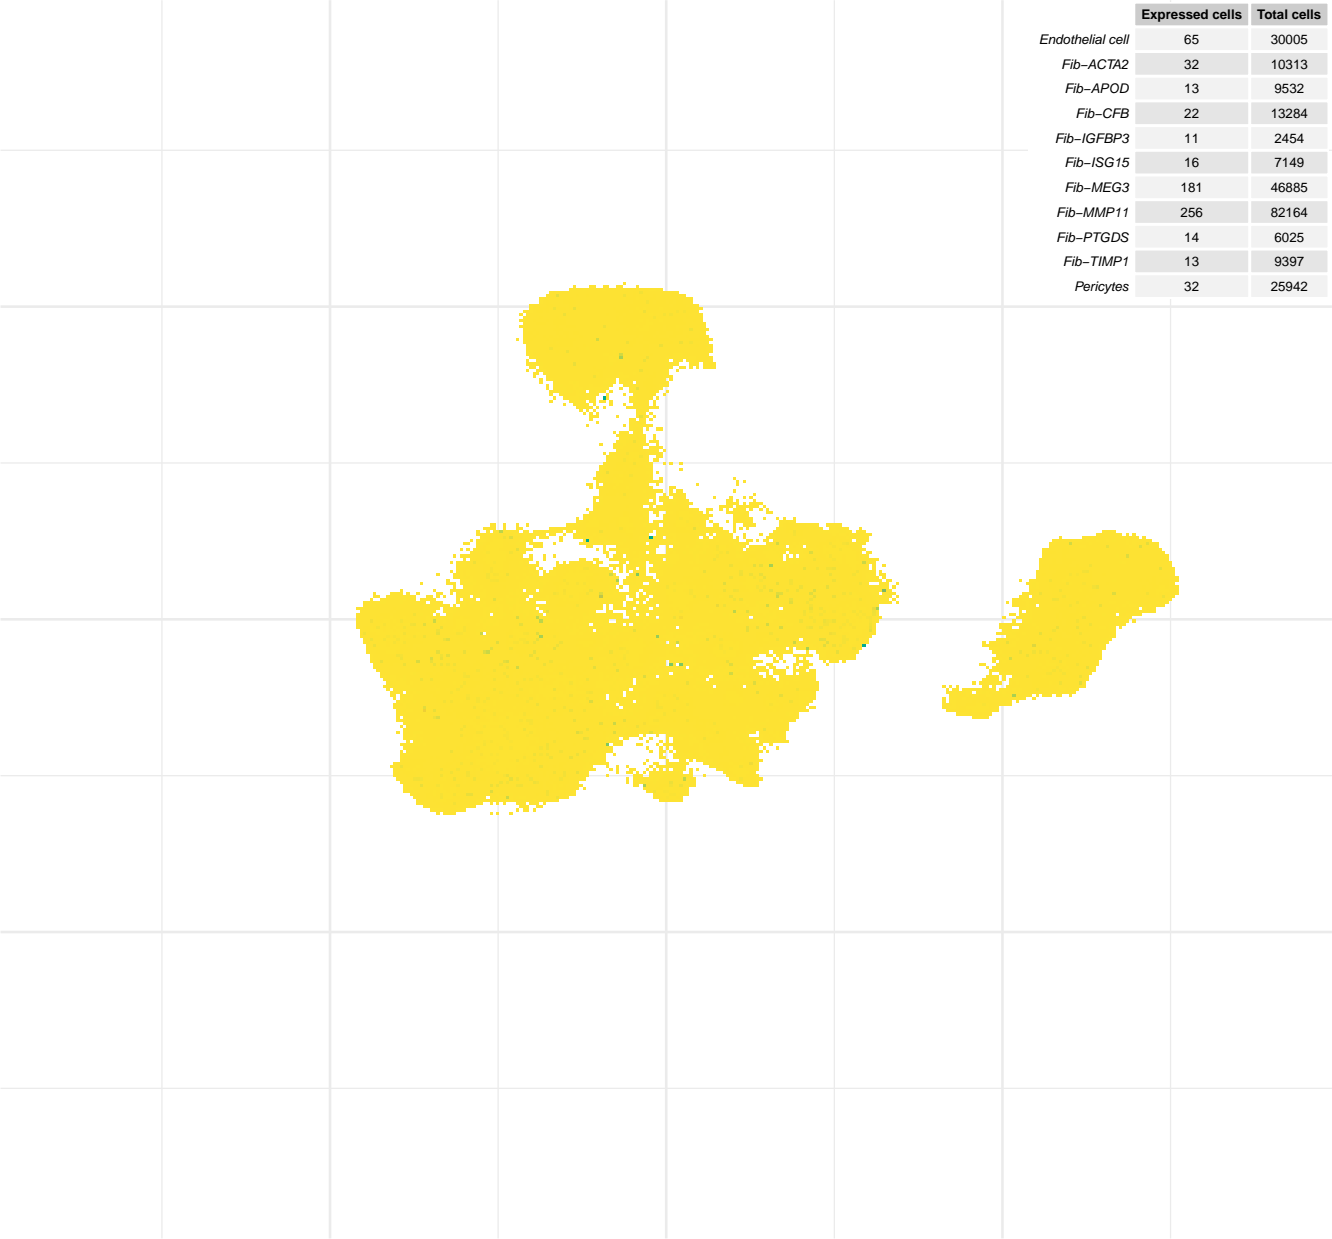 Expressed cells Total cells
Endothelial cell 65 30005
Fib−ACTA2 32 10313
Fib−APOD 13 9532
Fib−CFB 22 13284
Fib−IGFBP3 11 2454
Fib−ISG15 16 7149
Fib−MEG3 181 46885
Fib−MMP11 256 82164
Fib−PTGDS 14 6025
Fib−TIMP1 13 9397
Pericytes 32 25942